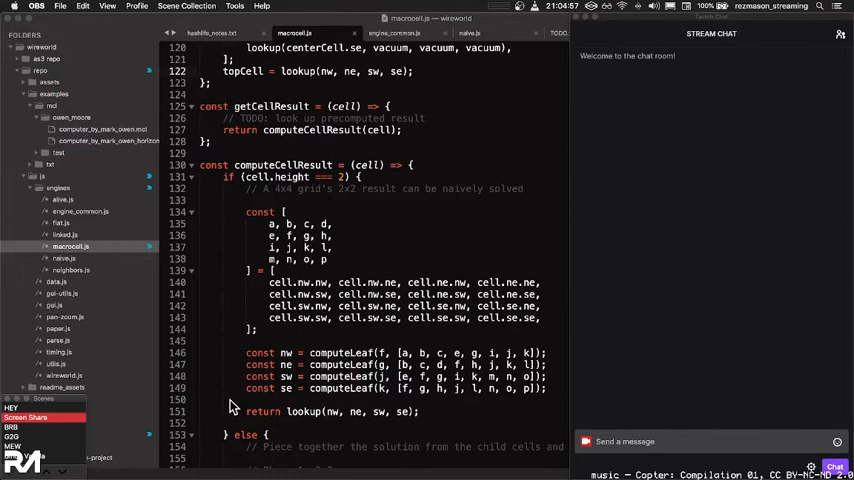 OBS File Edit View Profile Scene Collection Tools Help 100% 21:04:57 rezmason_streaming
macrocell.js — wireworld
Twitch Chat
FOLDERS
wireworld
as3 repo
repo
assets
examples
mcl
owen_moore
computer_by_mark_owen.mcl
computer_by_mark_owen_horizon
test
txt
js
engines
alive.js
engine_common.js
flat.js
linked.js
macrocell.js
naive.js
neighbors.js
data.js
gui-utils.js
gui.js
pan-zoom.js
paper.js
parse.js
timing.js
utils.js
wireworld.js
readme_assets
-project
Scenes
HEY
Screen Share
BRB
G2G
MEW
RM
hashlife_notes.txt
macrocell.js
engine_common.js
naive.js
TODO.
120 lookup(centerCell.se, vacuum, vacuum, vacuum),
121 ];
122 topCell = lookup(nw, ne, sw, se);
123 };
124
125 const getCellResult = (cell) => {
126 // TODO: look up precomputed result
127 return computeCellResult(cell);
128 };
129
130 const computeCellResult = (cell) => {
131 if (cell.height === 2) {
132 // A 4x4 grid's 2x2 result can be naively solved
133
134 const [
135 a, b, c, d,
136 e, f, g, h,
137 i, j, k, l,
138 m, n, o, p
139 ] = [
140 cell.nw.nw, cell.nw.ne, cell.ne.nw, cell.ne.ne,
141 cell.nw.sw, cell.nw.se, cell.ne.sw, cell.ne.se,
142 cell.sw.nw, cell.sw.ne, cell.se.nw, cell.se.ne,
143 cell.sw.sw, cell.sw.se, cell.se.sw, cell.se.se,
144 ];
145
146 const nw = computeLeaf(f, [a, b, c, e, g, i, j, k]);
147 const ne = computeLeaf(g, [b, c, d, f, h, j, k, l]);
148 const sw = computeLeaf(j, [e, f, g, i, k, m, n, o]);
149 const se = computeLeaf(k, [f, g, h, j, l, n, o, p]);
150
151 return lookup(nw, ne, sw, se);
152
153 } else {
154 // Piece together the solution from the child cells and
155
STREAM CHAT
Welcome to the chat room!
Send a message
Chat
music – Copter: Compilation 01, CC BY-NC-ND 2.0